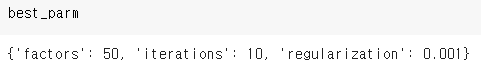 best_parm
{'factors': 50, 'iterations': 10, 'regularization': 0.001}